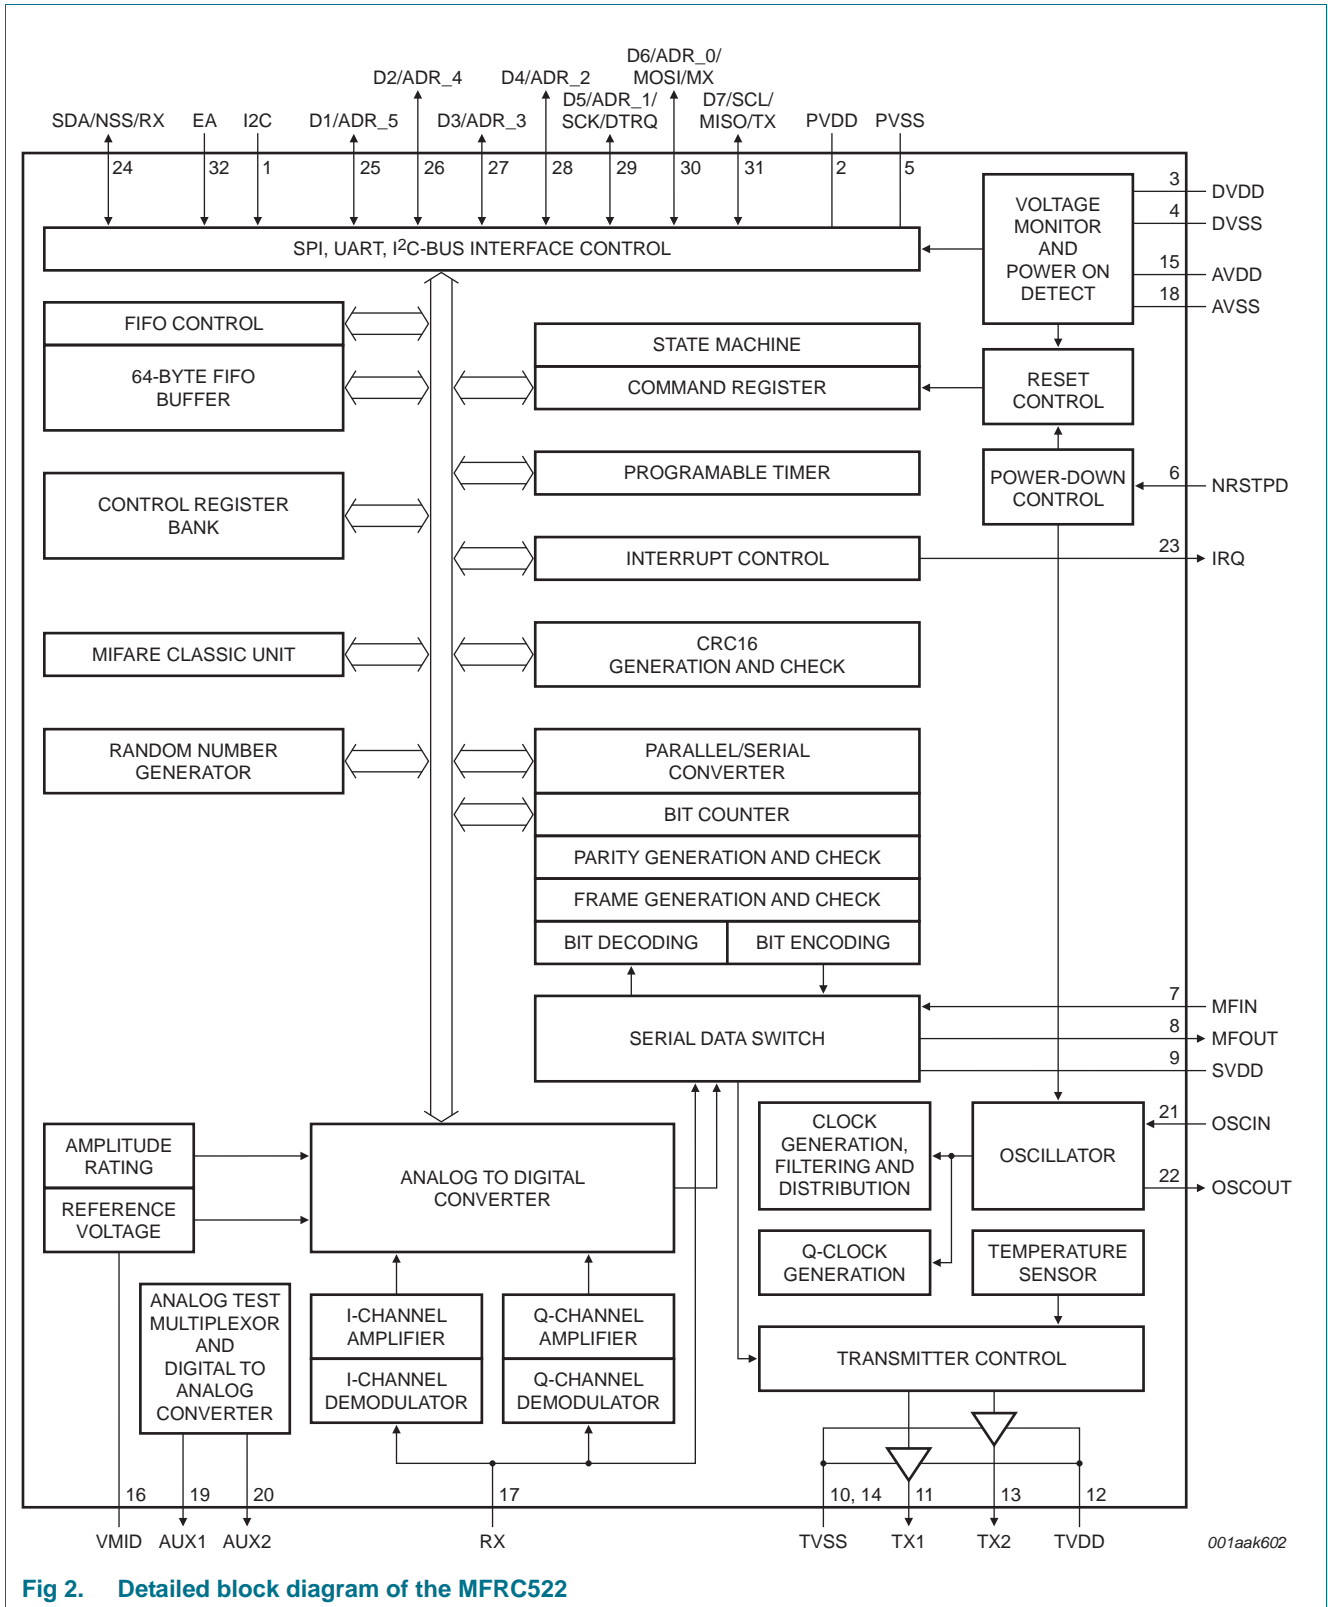 D6/ADR_0/
MOSI/MX
D2/ADR_4
D4/ADR_2
D5/ADR_1/
SCK/DTRQ
D7/SCL/
MISO/TX
SDA/NSS/RX
EA
I2C
D1/ADR_5
D3/ADR_3
PVDD
PVSS
24
32
1
25
26
27
28
29
30
31
2
5
VOLTAGE
MONITOR
AND
POWER ON
DETECT
3
DVDD
4
DVSS
15
AVDD
18
AVSS
SPI, UART, I2C-BUS INTERFACE CONTROL
FIFO CONTROL
64-BYTE FIFO
BUFFER
STATE MACHINE
COMMAND REGISTER
RESET
CONTROL
CONTROL REGISTER
BANK
PROGRAMABLE TIMER
POWER-DOWN
CONTROL
6
NRSTPD
INTERRUPT CONTROL
23
IRQ
MIFARE CLASSIC UNIT
CRC16
GENERATION AND CHECK
RANDOM NUMBER
GENERATOR
PARALLEL/SERIAL
CONVERTER
BIT COUNTER
PARITY GENERATION AND CHECK
FRAME GENERATION AND CHECK
BIT DECODING
BIT ENCODING
SERIAL DATA SWITCH
7
MFIN
8
MFOUT
9
SVDD
AMPLITUDE
RATING
REFERENCE
VOLTAGE
ANALOG TO DIGITAL
CONVERTER
CLOCK
GENERATION,
FILTERING AND
DISTRIBUTION
OSCILLATOR
21
OSCIN
22
OSCOUT
Q-CLOCK
GENERATION
TEMPERATURE
SENSOR
ANALOG TEST
MULTIPLEXOR
AND
DIGITAL TO
ANALOG
CONVERTER
I-CHANNEL
AMPLIFIER
I-CHANNEL
DEMODULATOR
Q-CHANNEL
AMPLIFIER
Q-CHANNEL
DEMODULATOR
TRANSMITTER CONTROL
16
19
20
17
10, 14
11
13
12
VMID
AUX1
AUX2
RX
TVSS
TX1
TX2
TVDD
001aak602
Fig 2. Detailed block diagram of the MFRC522